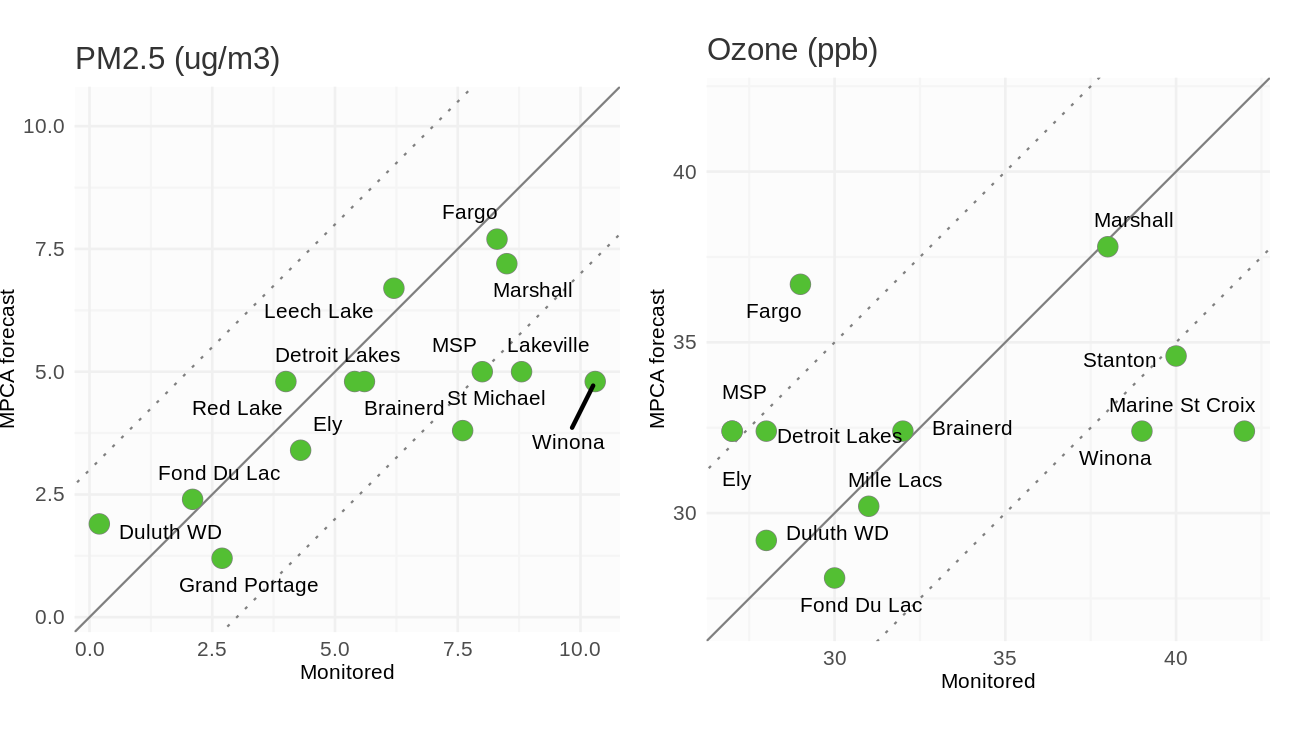 PM2.5 (ug/m3)
10.0
7.5
5.0
2.5
0.0
MPCA forecast
Fargo
Marshall
Leech Lake
MSP
Lakeville
Detroit Lakes
Red Lake
Brainerd
St Michael
Ely
Winona
Fond Du Lac
Duluth WD
Grand Portage
0.0
2.5
5.0
7.5
10.0
Monitored
Ozone (ppb)
40
35
30
MPCA forecast
Marshall
Fargo
Stanton
MSP
Marine St Croix
Detroit Lakes
Brainerd
Winona
Ely
Mille Lacs
Duluth WD
Fond Du Lac
30
35
40
Monitored